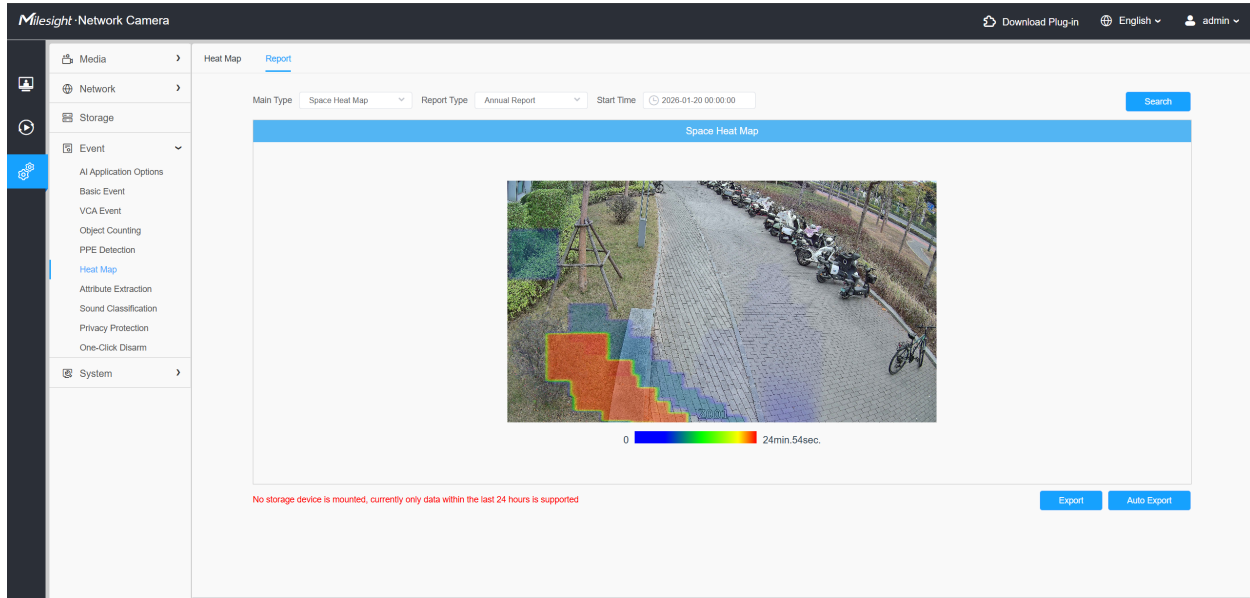 Milesight · Network Camera
Download Plug-in
English
admin
Media
Network
Storage
Event
AI Application Options
Basic Event
VCA Event
Object Counting
PPE Detection
Heat Map
Attribute Extraction
Sound Classification
Privacy Protection
One-Click Disarm
System
Heat Map Report
Main Type Space Heat Map Report Type Annual Report Start Time 2026-01-20 00:00:00 Search
Space Heat Map
0 24min.54sec.
No storage device is mounted, currently only data within the last 24 hours is supported
Export Auto Export